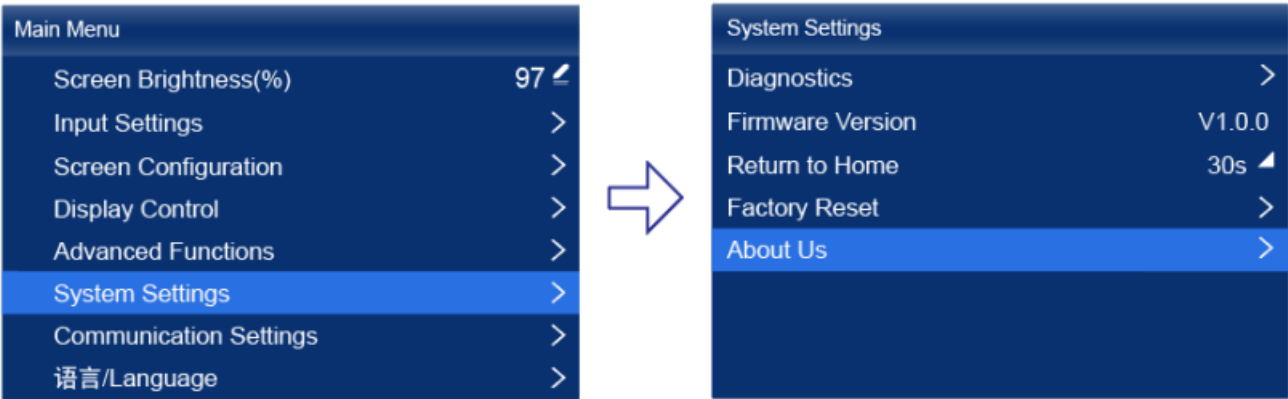 Main Menu
Screen Brightness(%) 97
Input Settings
Screen Configuration
Display Control
Advanced Functions
System Settings
Communication Settings
语言/Language
System Settings
Diagnostics
Firmware Version V1.0.0
Return to Home 30s
Factory Reset
About Us